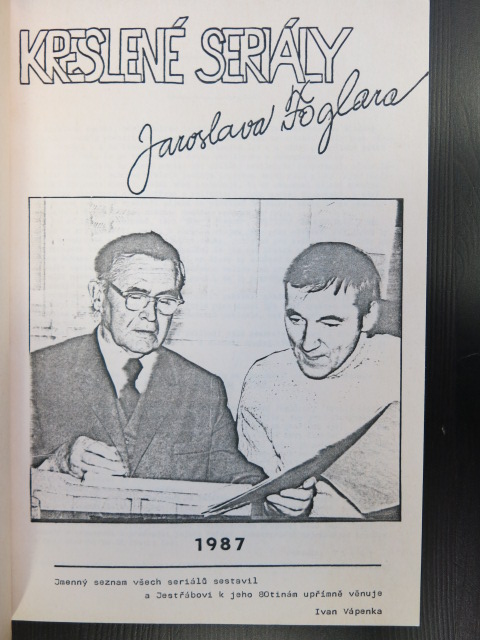 KRESLENÉ SERIÁLY
Jaroslava Foglara
1987
Jmenný seznam všech seriálů sestavil
a Jestřábovi k jeho 80tinám upřímně věnuje
Ivan Vápenka